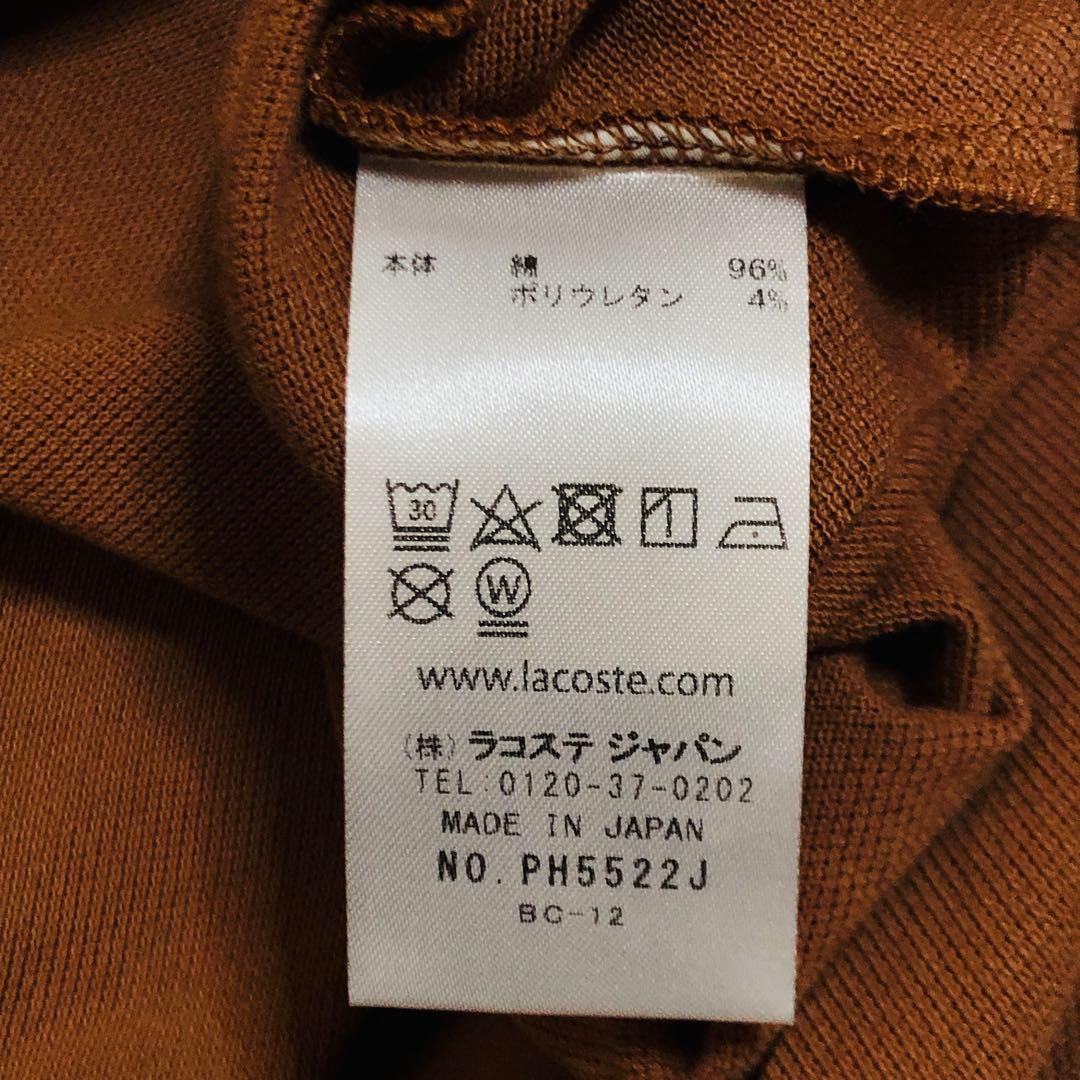 本体 綿 96%
ポリウレタン 4%
30
W
www.lacoste.com
(株)ラコステ ジャパン
TEL:0120-37-0202
MADE IN JAPAN
NO. PH5522J
BC-12